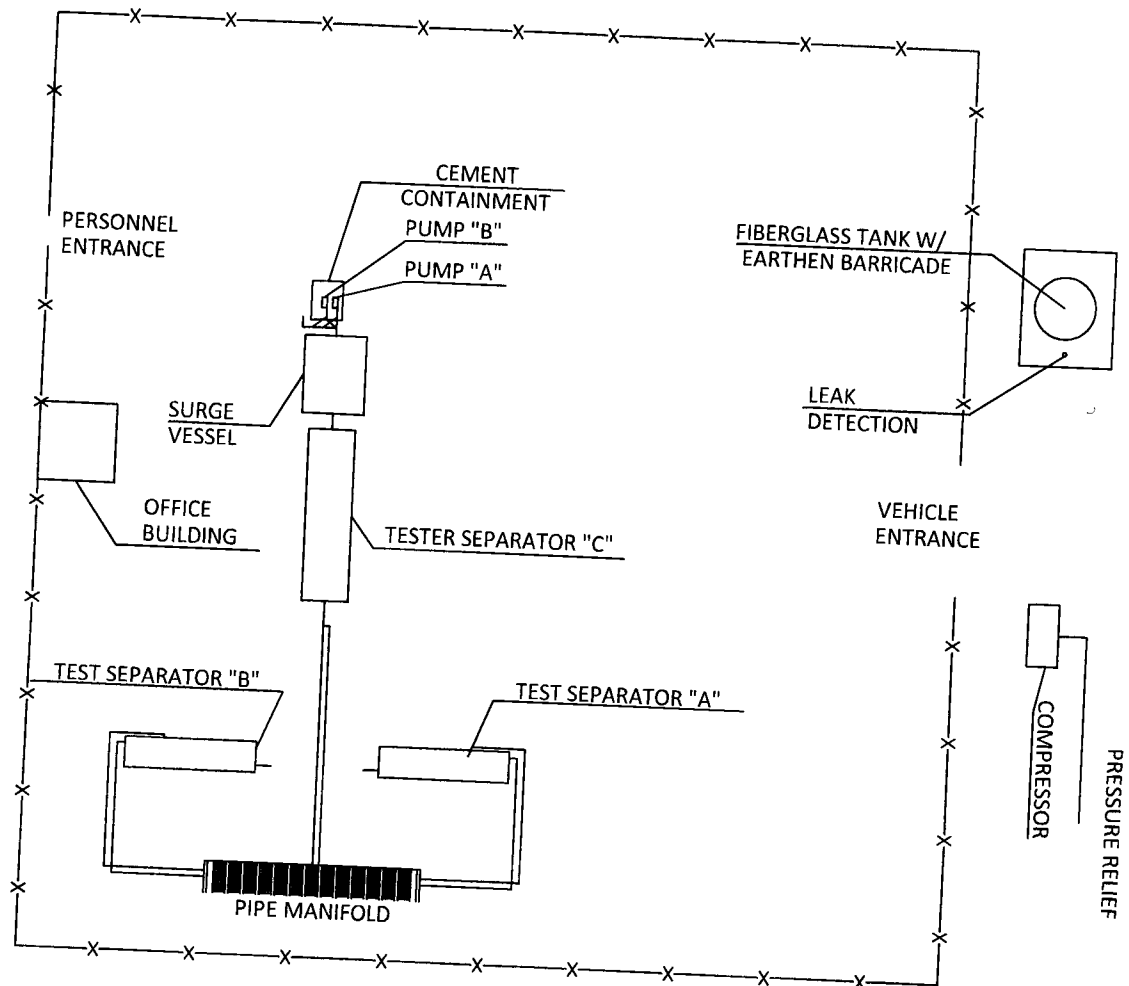 CEMENT
CONTAINMENT
PERSONNEL
ENTRANCE
PUMP "B"
PUMP "A"
FIBERGLASS TANK W/
EARTHEN BARRICADE
SURGE
VESSEL
LEAK
DETECTION
OFFICE
BUILDING
TESTER SEPARATOR "C"
VEHICLE
ENTRANCE
TEST SEPARATOR "B"
TEST SEPARATOR "A"
COMPRESSOR
PRESSURE RELIEF
PIPE MANIFOLD